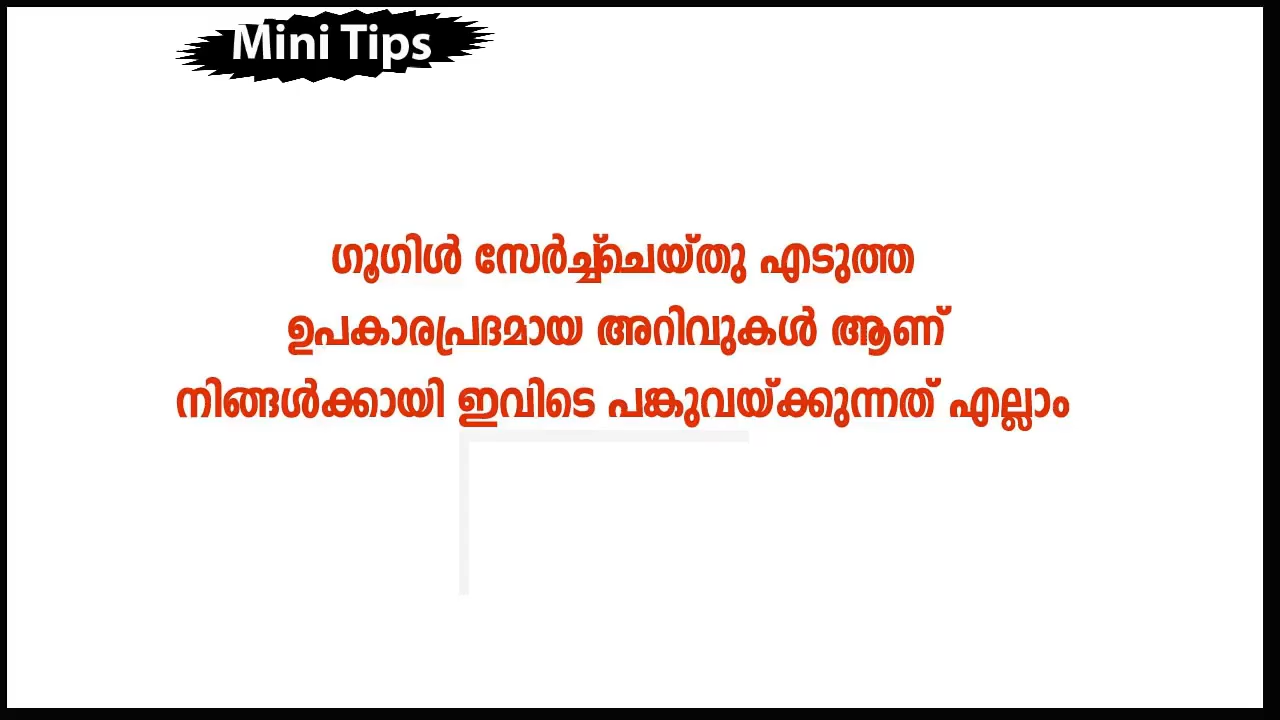 Mini Tips
ഗൂഗിൾ സേർച്ച്ചെയ്തു എടുത്ത
ഉപകാരപ്രദമായ അറിവുകൾ ആണ്
നിങ്ങൾക്കായി ഇവിടെ പങ്കുവയ്ക്കുന്നത് എല്ലാം